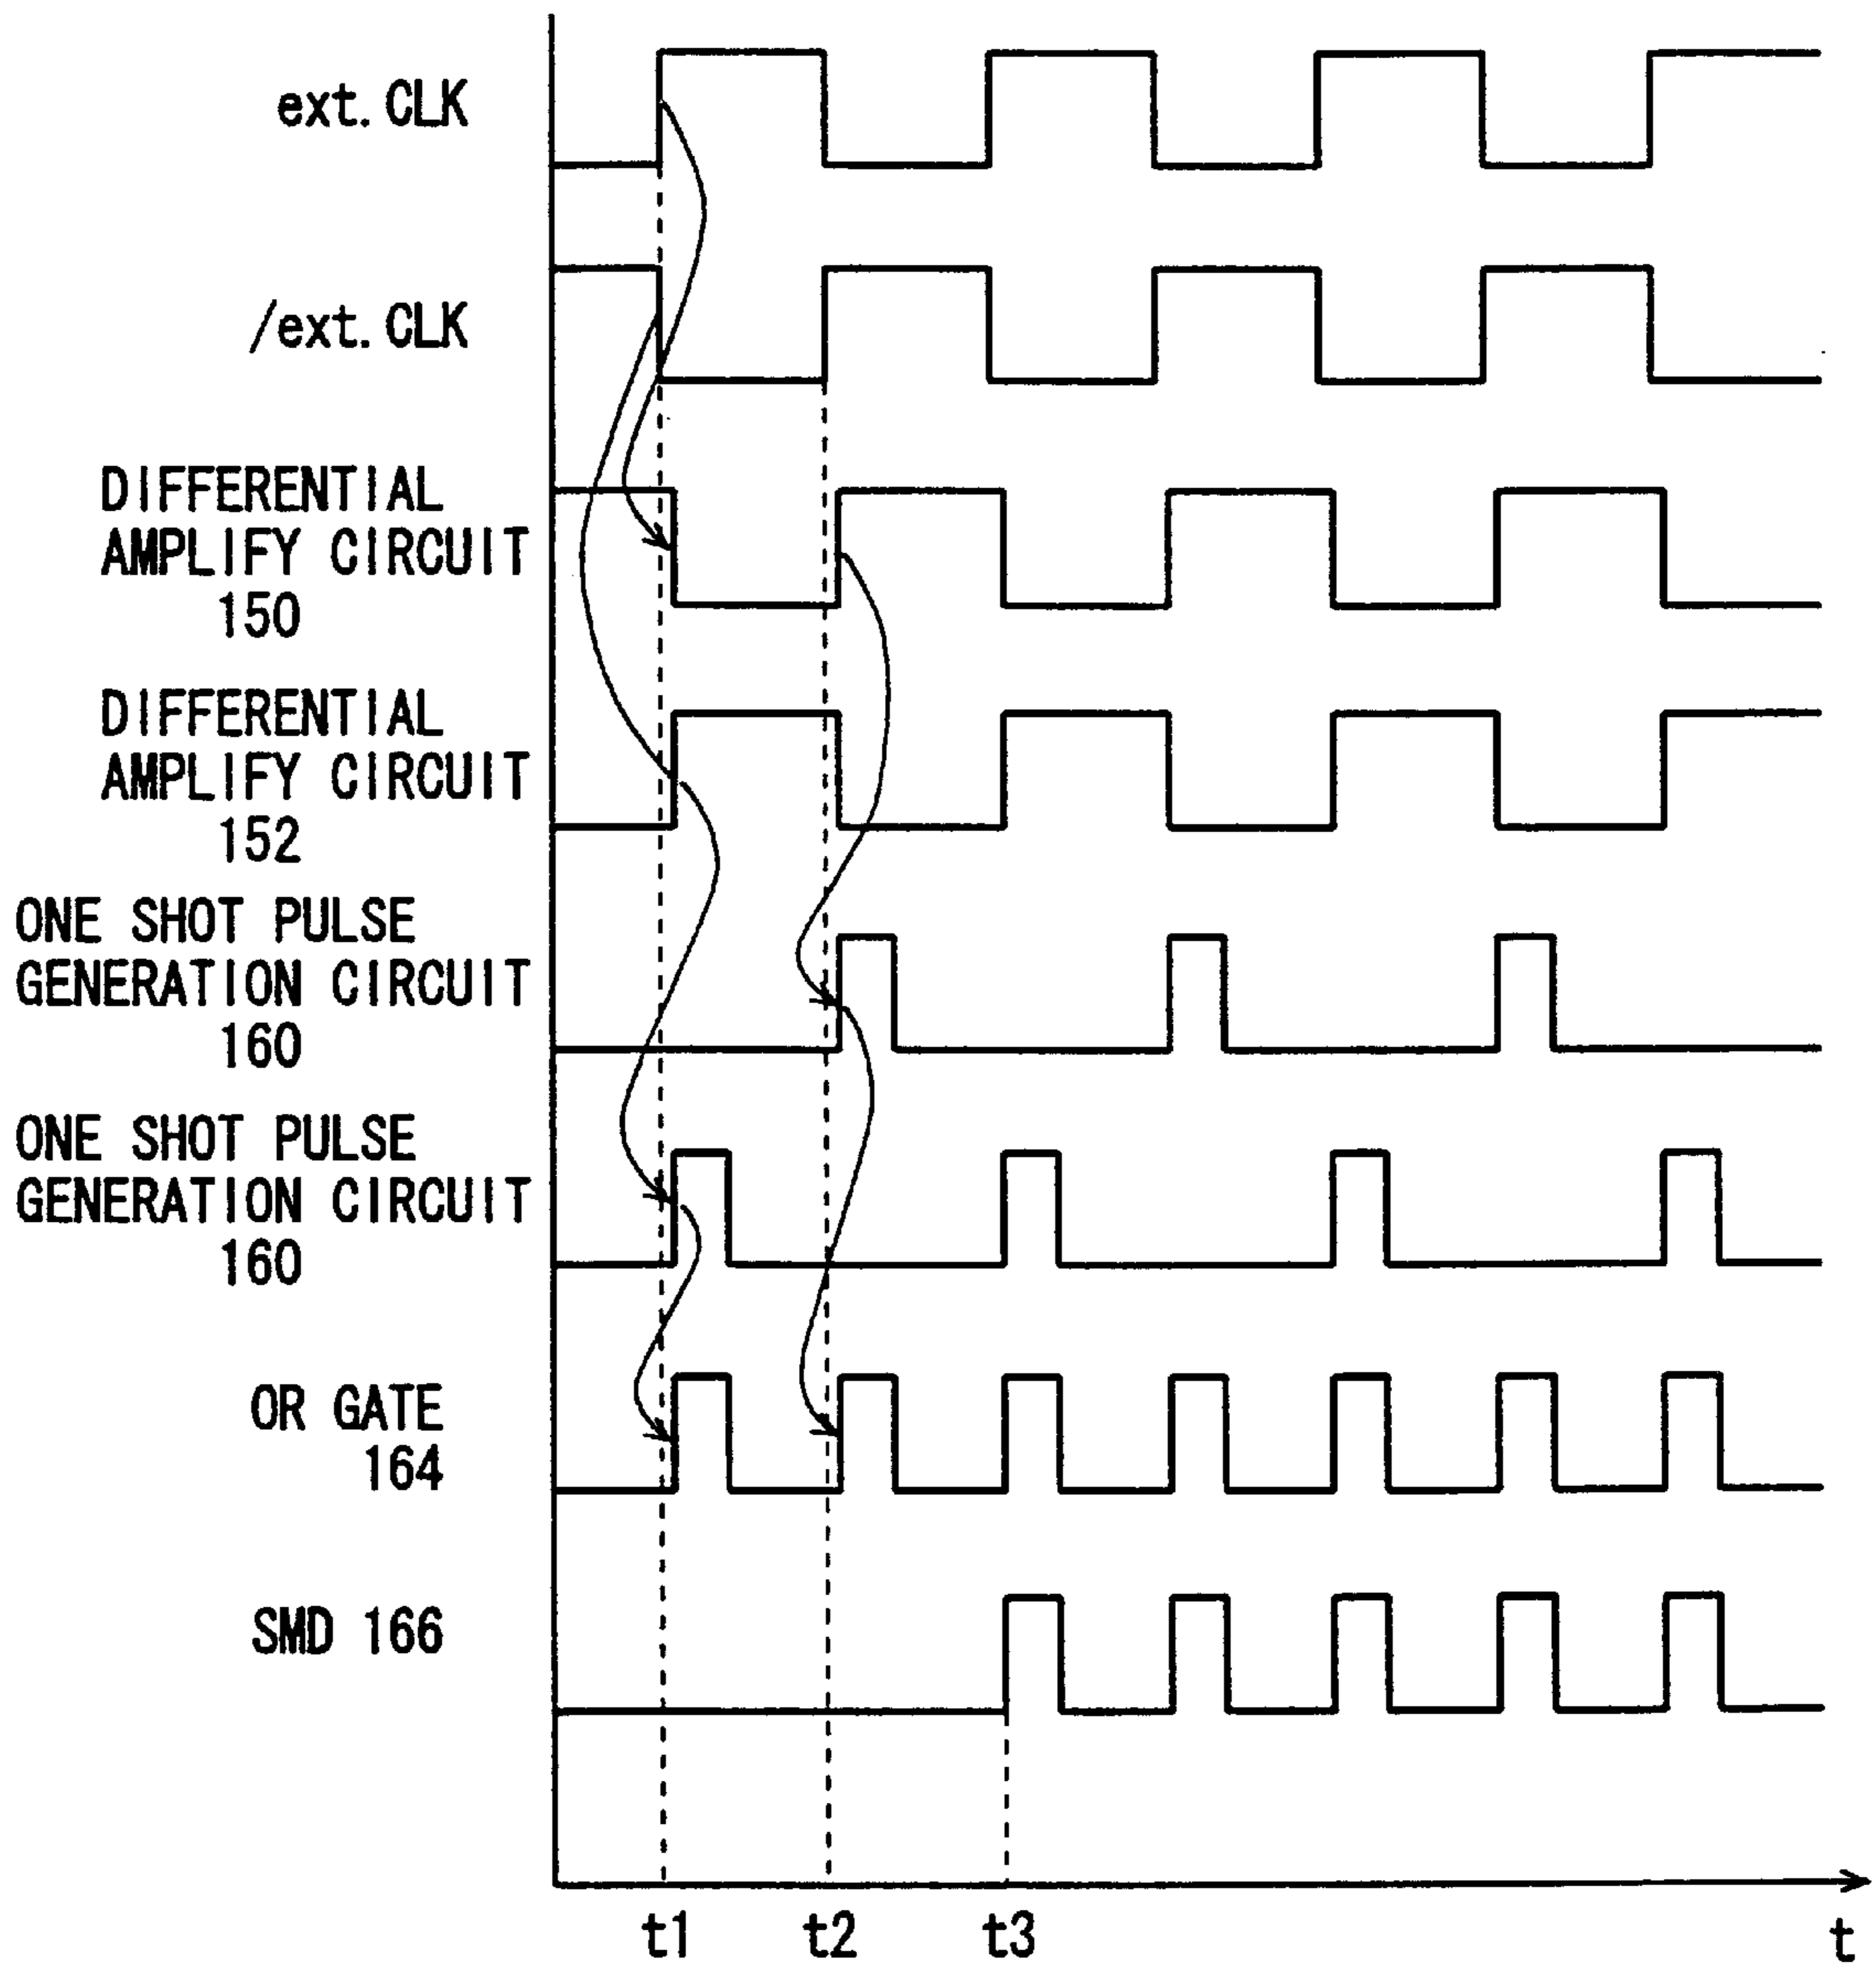 ext.CLK
/ext.CLK
DIFFERENTIAL
AMPLIFY CIRCUIT
150
DIFFERENTIAL
AMPLIFY CIRCUIT
152
ONE SHOT PULSE
GENERATION CIRCUIT
160
ONE SHOT PULSE
GENERATION CIRCUIT
160
OR GATE
164
SMD 166
t1 t2 t3 t